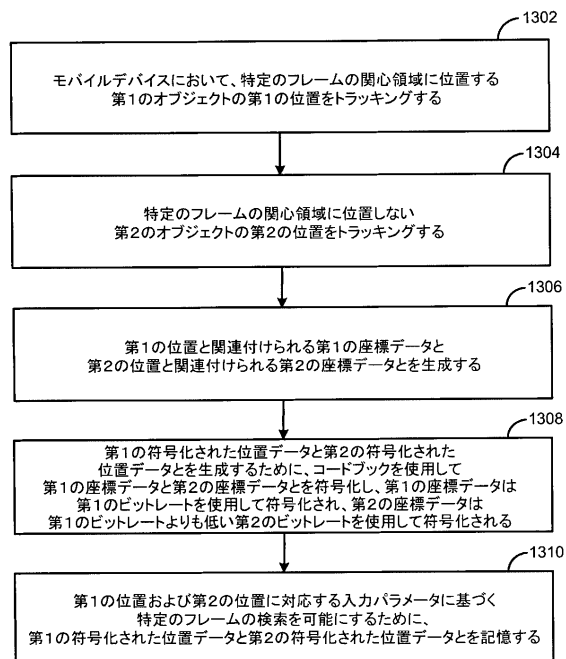 1302
モバイルデバイスにおいて、特定のフレームの関心領域に位置する
第1のオブジェクトの第1の位置をトラッキングする
1304
特定のフレームの関心領域に位置しない
第2のオブジェクトの第2の位置をトラッキングする
1306
第1の位置と関連付けられる第1の座標データと
第2の位置と関連付けられる第2の座標データとを生成する
1308
第1の符号化された位置データと第2の符号化された
位置データとを生成するために、コードブックを使用して
第1の座標データと第2の座標データとを符号化し、第1の座標データは
第1のビットレートを使用して符号化され、第2の座標データは
第1のビットレートよりも低い第2のビットレートを使用して符号化される
1310
第1の位置および第2の位置に対応する入力パラメータに基づく
特定のフレームの検索を可能にするために、
第1の符号化された位置データと第2の符号化された位置データとを記憶する